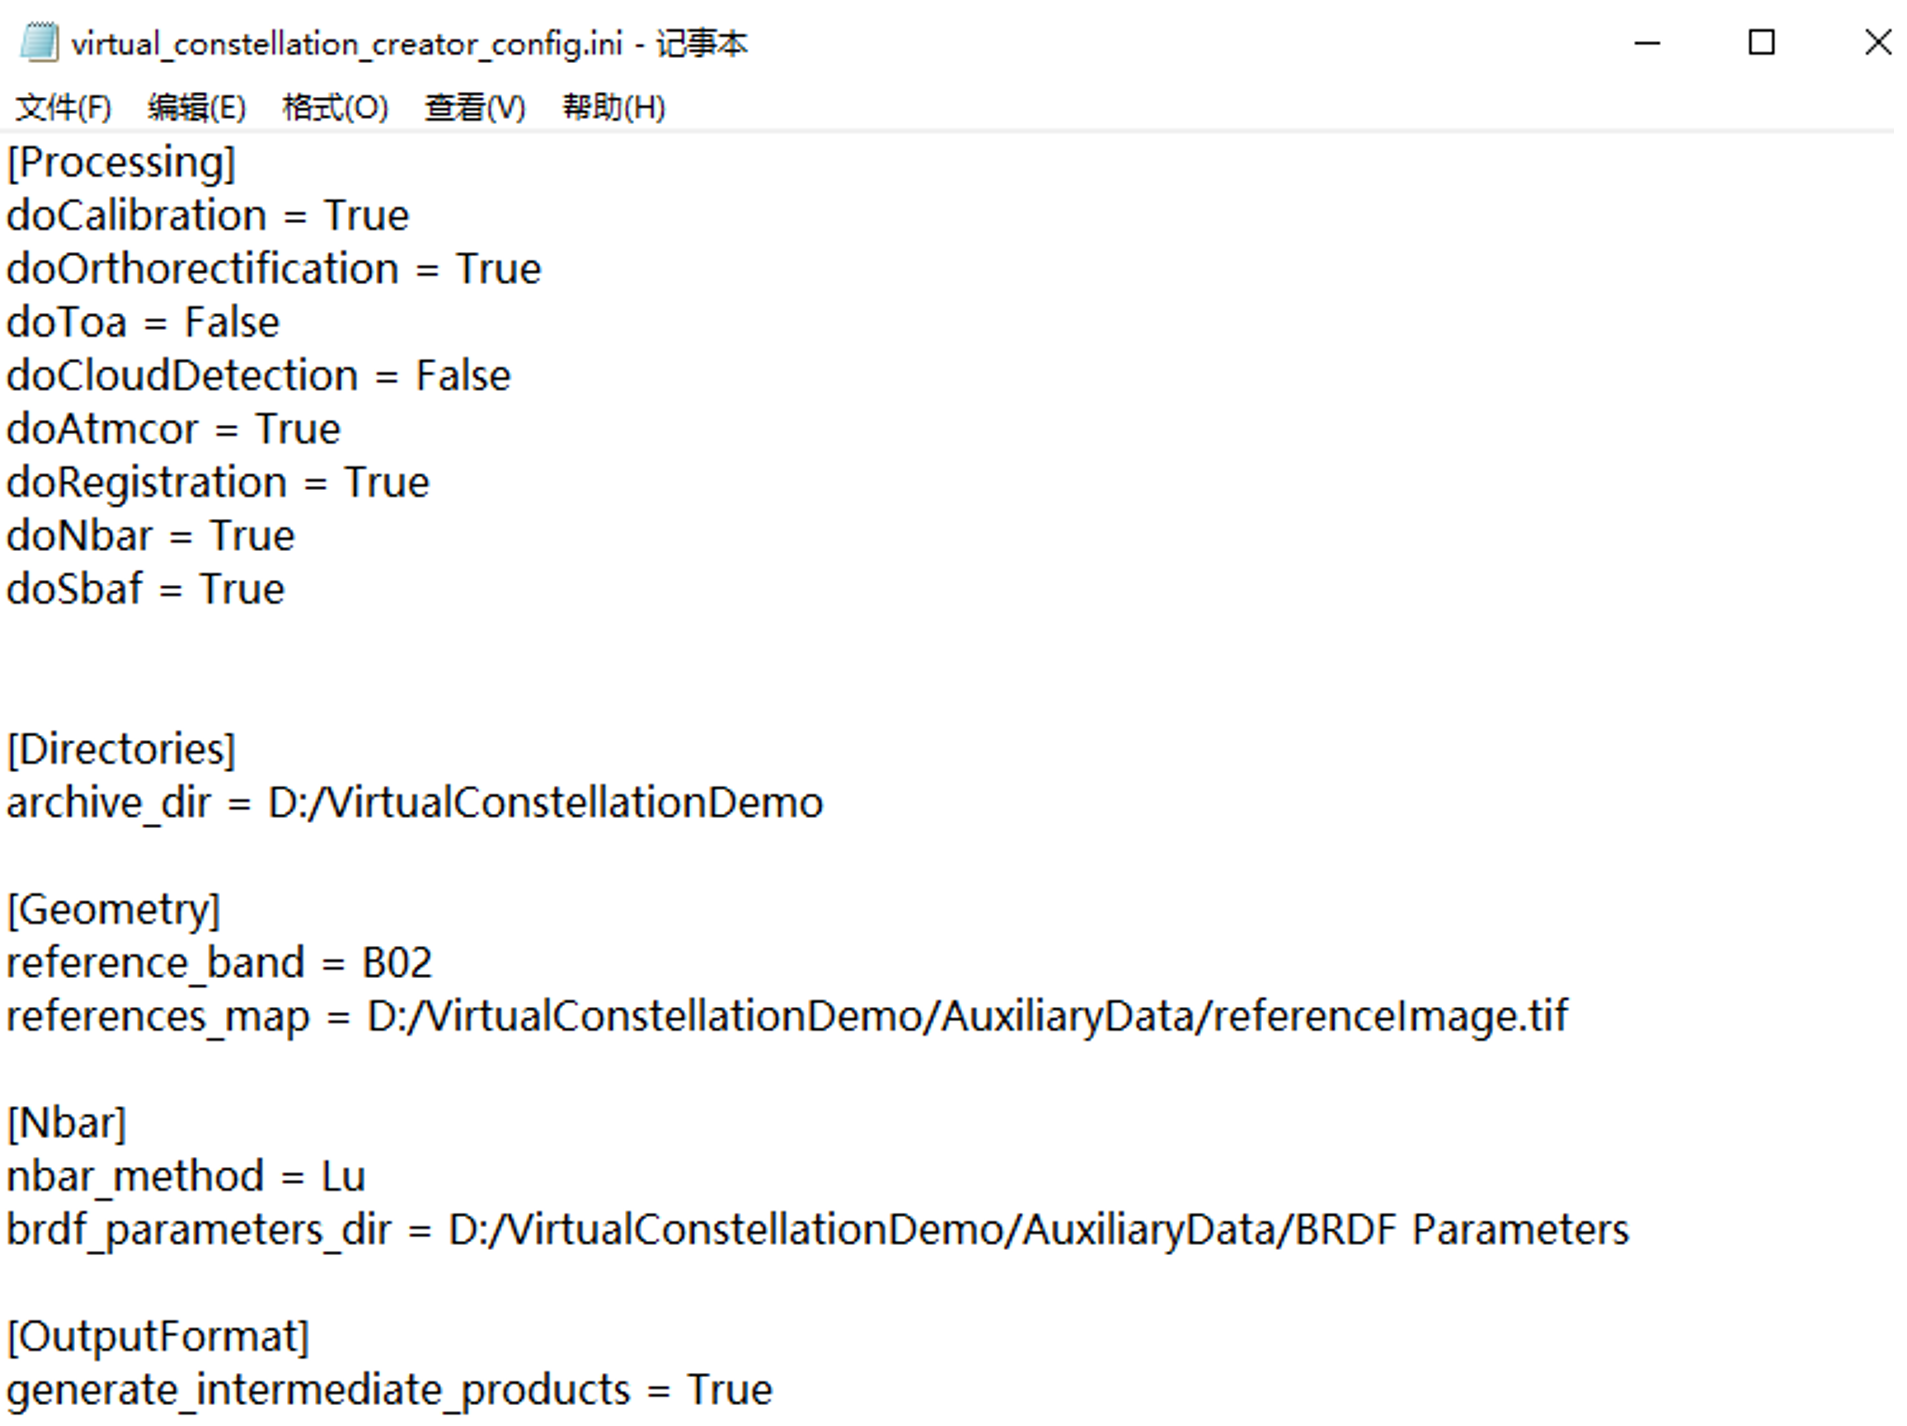 virtual_constellation_creator_config.ini - 记事本
文件(F) 编辑(E) 格式(O) 查看(V) 帮助(H)
[Processing]
doCalibration = True
doOrthorectification = True
doToa = False
doCloudDetection = False
doAtmcor = True
doRegistration = True
doNbar = True
doSbaf = True
[Directories]
archive_dir = D:/VirtualConstellationDemo
[Geometry]
reference_band = B02
references_map = D:/VirtualConstellationDemo/AuxiliaryData/referenceImage.tif
[Nbar]
nbar_method = Lu
brdf_parameters_dir = D:/VirtualConstellationDemo/AuxiliaryData/BRDF Parameters
[OutputFormat]
generate_intermediate_products = True